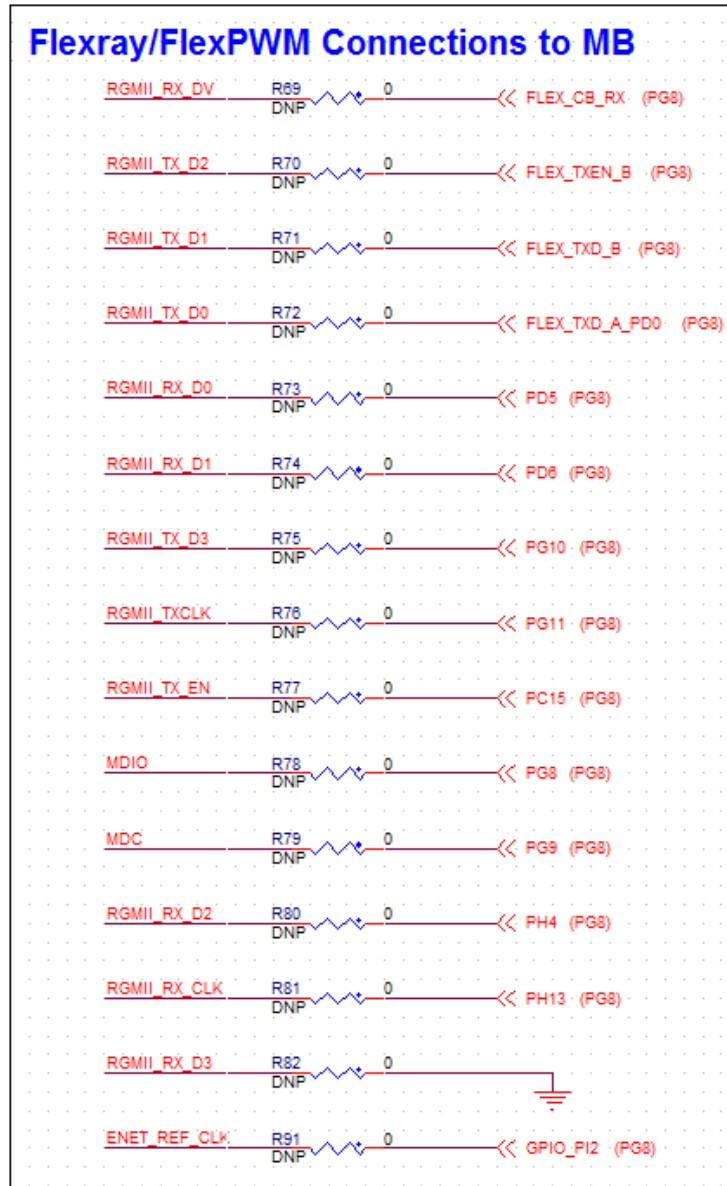 Flexray/FlexPWM Connections to MB
RGMII_RX_DV R69 0 FLEX_CB_RX (PG8)
DNP
RGMII_TX_D2 R70 0 FLEX_TXEN_B (PG8)
DNP
RGMII_TX_D1 R71 0 FLEX_TXD_B (PG8)
DNP
RGMII_TX_D0 R72 0 FLEX_TXD_A_PD0 (PG8)
DNP
RGMII_RX_D0 R73 0 PD5 (PG8)
DNP
RGMII_RX_D1 R74 0 PD6 (PG8)
DNP
RGMII_TX_D3 R75 0 PG10 (PG8)
DNP
RGMII_TXCLK R76 0 PG11 (PG8)
DNP
RGMII_TX_EN R77 0 PC15 (PG8)
DNP
MDIO R78 0 PG8 (PG8)
DNP
MDC R79 0 PG9 (PG8)
DNP
RGMII_RX_D2 R80 0 PH4 (PG8)
DNP
RGMII_RX_CLK R81 0 PH13 (PG8)
DNP
RGMII_RX_D3 R82 0
DNP
ENET_REF_CLK R91 0 GPIO_PI2 (PG8)
DNP